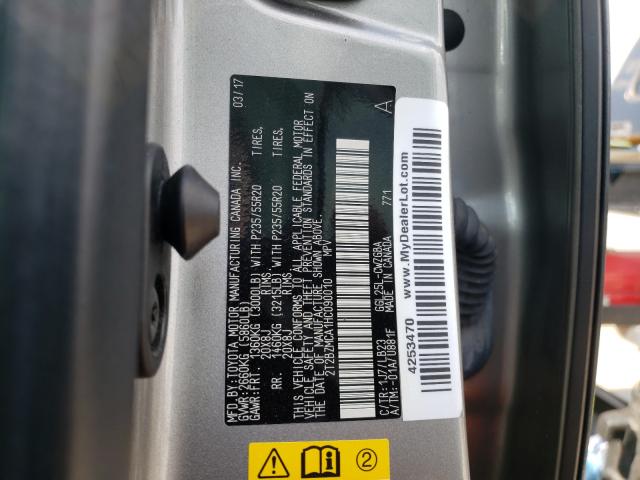 MFD. BY: TOYOTA MOTOR MANUFACTURING CANADA INC. 03/17
GVWR: 2660KG (5860LB)
GAWR: FRT. 1360KG (3000LB) WITH P235/55R20 TIRES,
20X8J RIMS,
RR. 1460KG (3215LB) WITH P235/55R20 TIRES,
20X8J RIMS,
THIS VEHICLE CONFORMS TO ALL APPLICABLE FEDERAL MOTOR
VEHICLE SAFETY AND THEFT PREVENTION STANDARDS IN EFFECT ON
THE DATE OF MANUFACTURE SHOWN ABOVE.
2T2BZMCA1HC090010 MPV
C/TR: 1J7/LB23 GGL25L-CWZGBA A
A/TM: -01A/U881F MADE IN CANADA 771
4253470 www.MyDealerLot.com
2